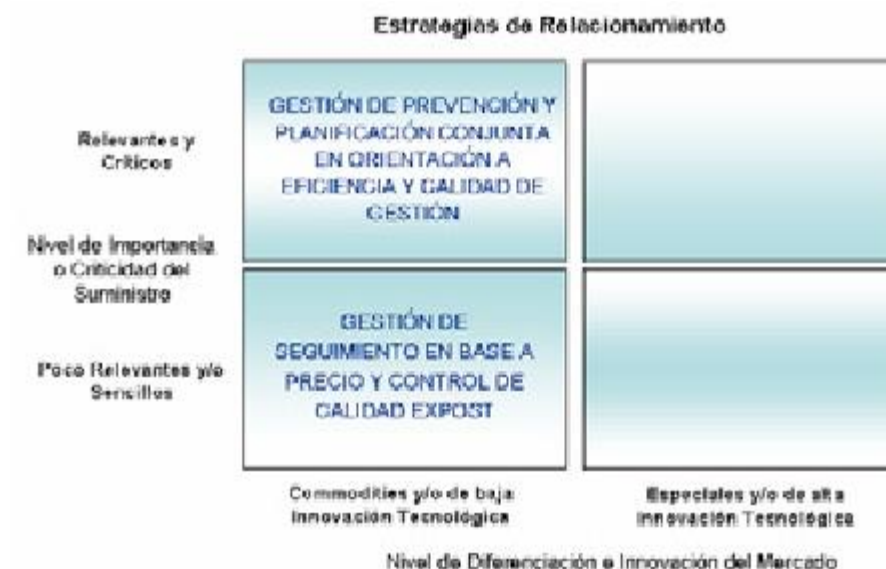 Estrategias de Relacionamiento
GESTIÓN DE PREVENCIÓN Y
PLANIFICACIÓN CONJUNTA
EN ORIENTACIÓN A
EFICIENCIA Y CALIDAD DE
GESTIÓN
Relevantes y
Críticos
Nivel de Importancia
o Criticidad del
Suministro
GESTIÓN DE
SEGUIMIENTO EN BASE A
PRECIO Y CONTROL DE
CALIDAD EXPOST
Poco Relevantes y/o
Sencillos
Commodities y/o de baja
Innovación Tecnológica
Especiales y/o de alta
Innovación Tecnológica
Nivel de Diferenciación e Innovación del Mercado